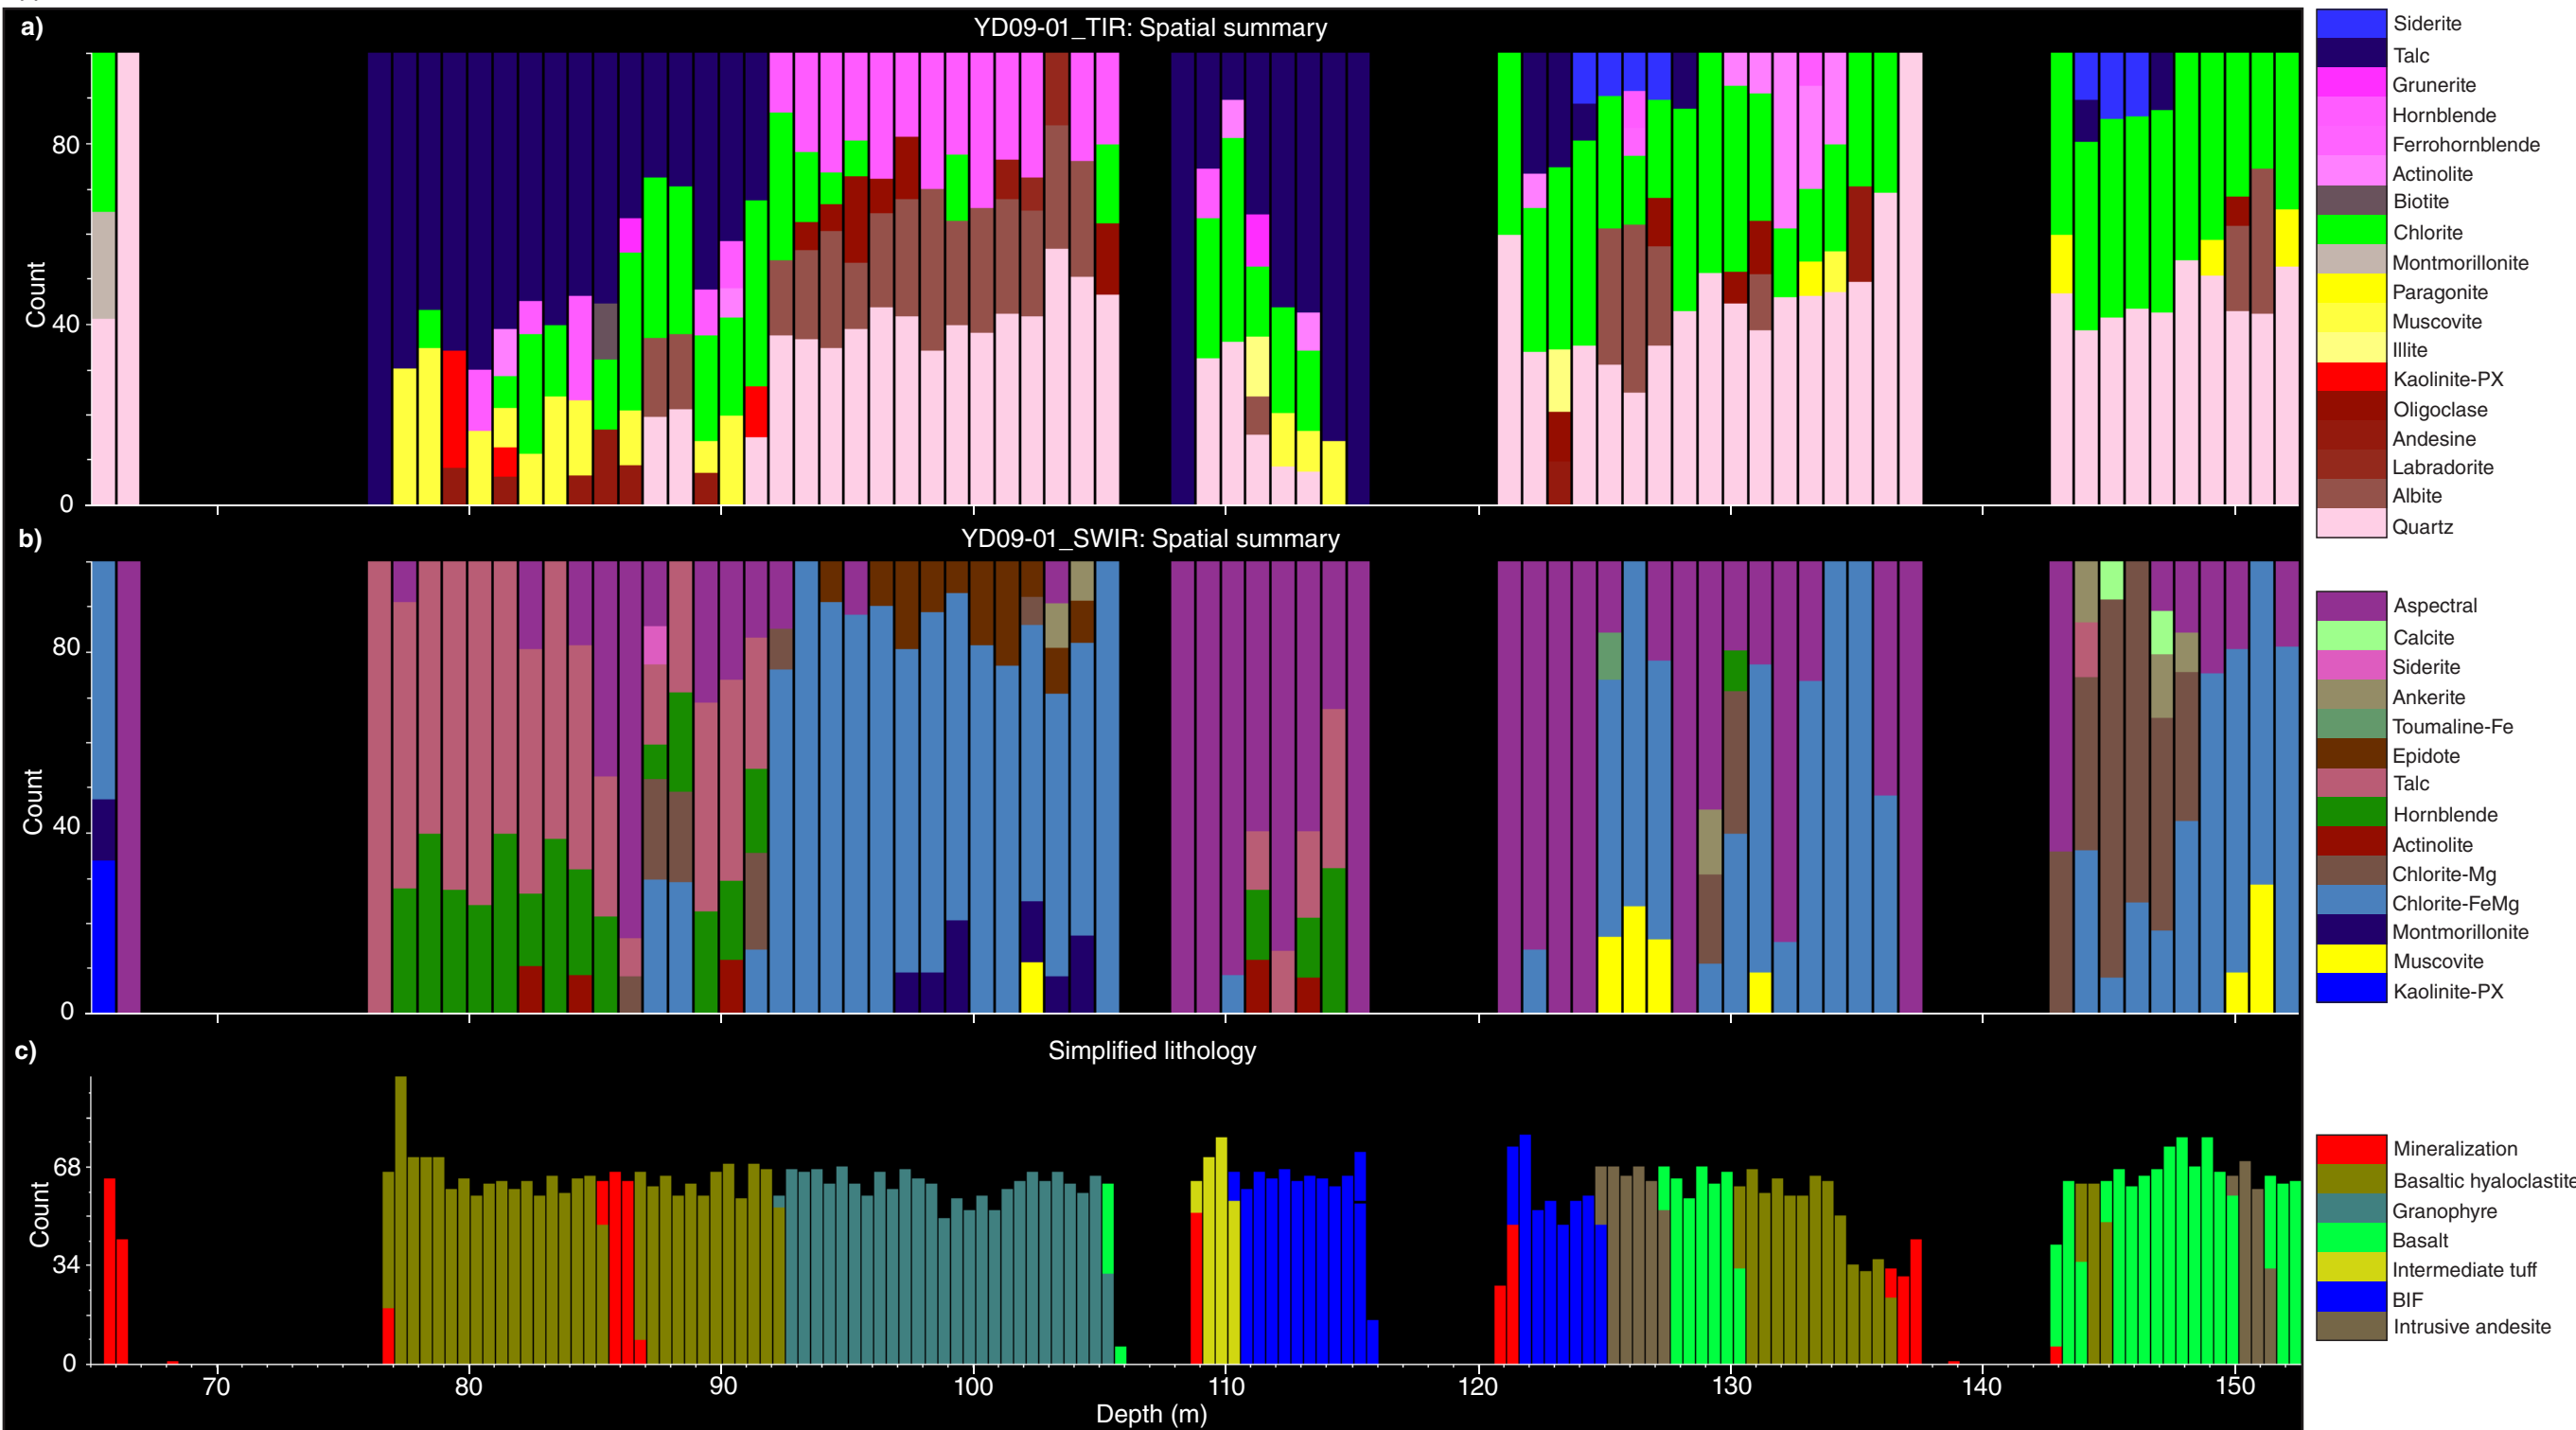 a)
YD09-01_TIR: Spatial summary
80
40
0
Count
Siderite
Talc
Grunerite
Hornblende
Ferrohornblende
Actinolite
Biotite
Chlorite
Montmorillonite
Paragonite
Muscovite
Illite
Kaolinite-PX
Oligoclase
Andesine
Labradorite
Albite
Quartz
b)
YD09-01_SWIR: Spatial summary
80
40
0
Count
Aspectral
Calcite
Siderite
Ankerite
Toumaline-Fe
Epidote
Talc
Hornblende
Actinolite
Chlorite-Mg
Chlorite-FeMg
Montmorillonite
Muscovite
Kaolinite-PX
c)
Simplified lithology
68
34
0
Count
Mineralization
Basaltic hyaloclastite
Granophyre
Basalt
Intermediate tuff
BIF
Intrusive andesite
70 80 90 100 110 120 130 140 150
Depth (m)